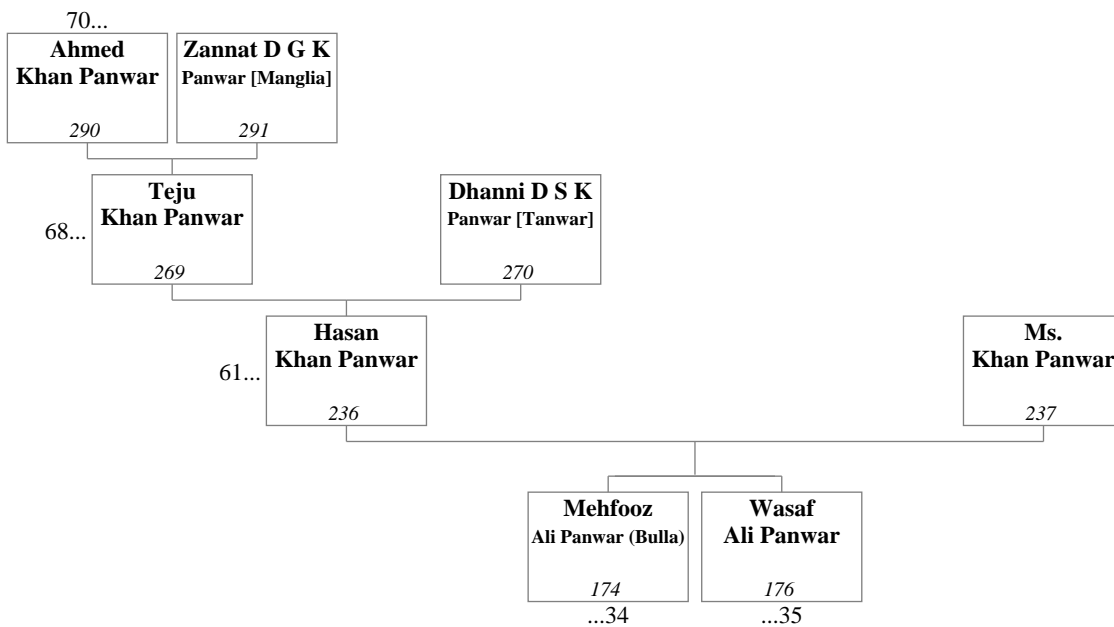 70...
Ahmed
Khan Panwar
290
Zannat D G K
Panwar [Manglia]
291
68...
Teju
Khan Panwar
269
Dhanni D S K
Panwar [Tanwar]
270
61...
Hasan
Khan Panwar
236
Ms.
Khan Panwar
237
Mehfooz
Ali Panwar (Bulla)
174
...34
Wasaf
Ali Panwar
176
...35